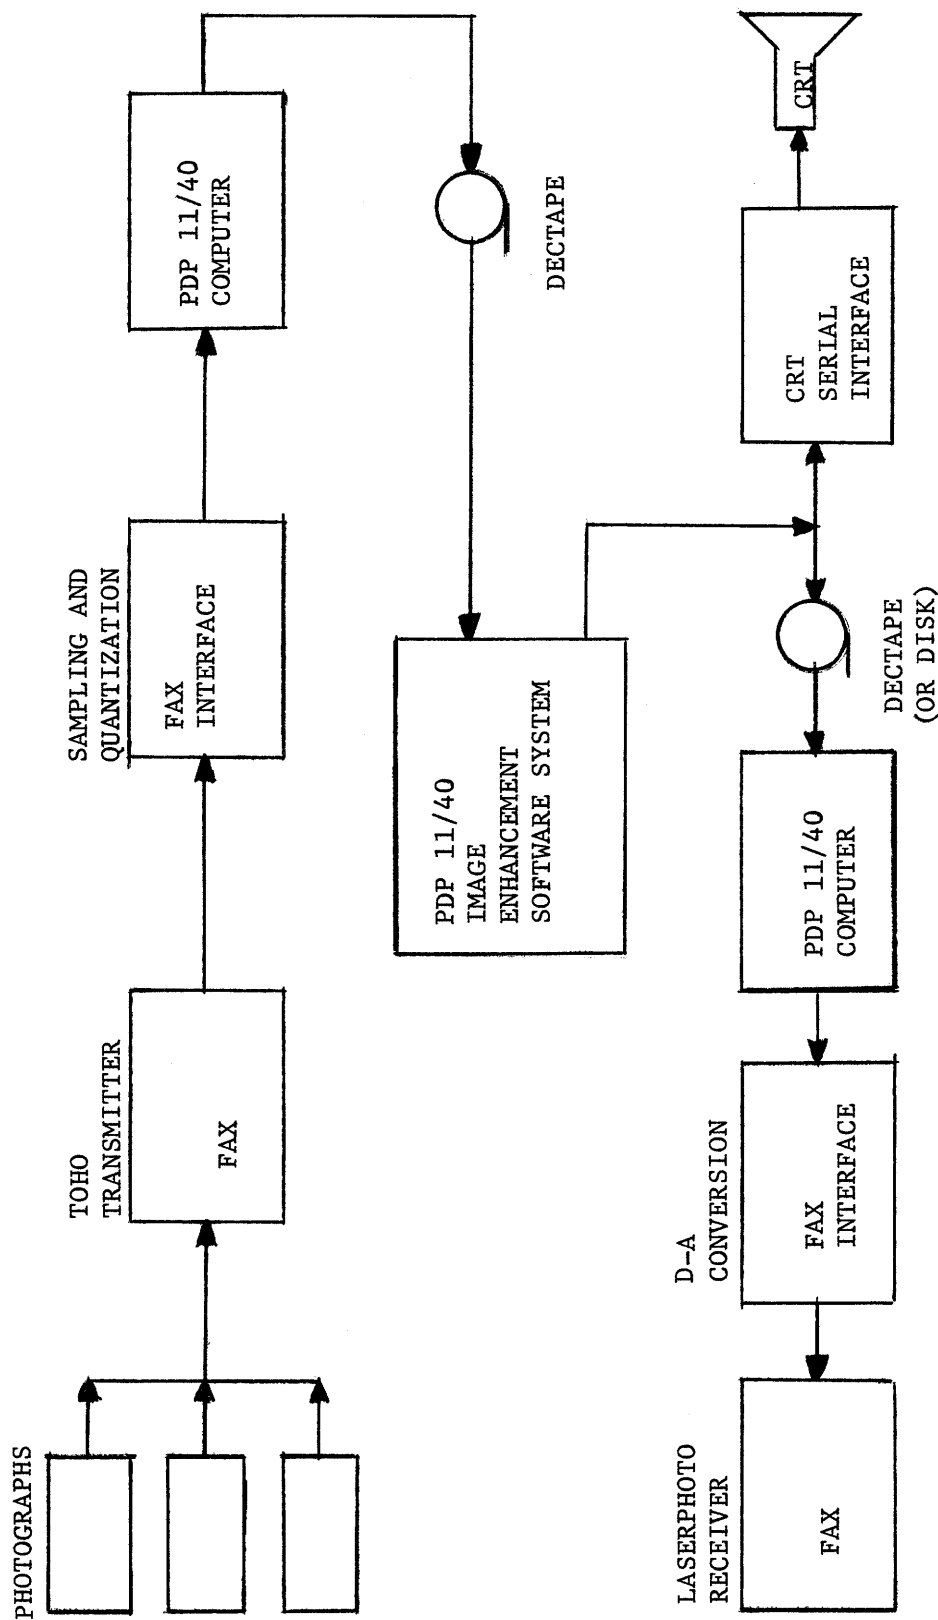 PHOTOGRAPHS
TOHO
TRANSMITTER
FAX
SAMPLING AND
QUANTIZATION
FAX
INTERFACE
PDP 11/40
COMPUTER
DECTAPE
PDP 11/40
IMAGE
ENHANCEMENT
SOFTWARE SYSTEM
LASERPHOTO
RECEIVER
FAX
D-A
CONVERSION
FAX
INTERFACE
PDP 11/40
COMPUTER
DECTAPE
(OR DISK)
CRT
SERIAL
INTERFACE
CRT